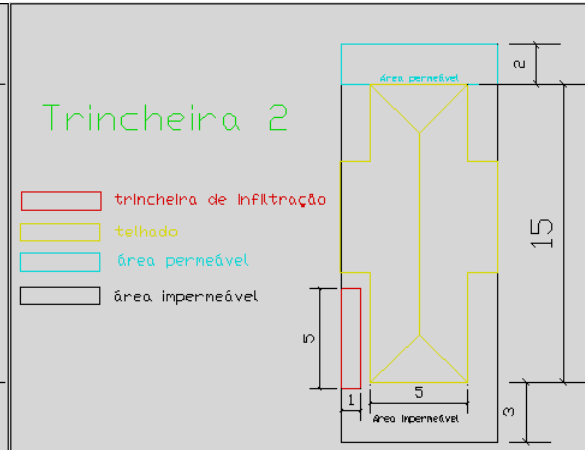 2
Área permeável
Trincheira 2
trincheira de infiltração
telhado
área permeável
área impermeável
15
5
1
5
3
Área Impermeável